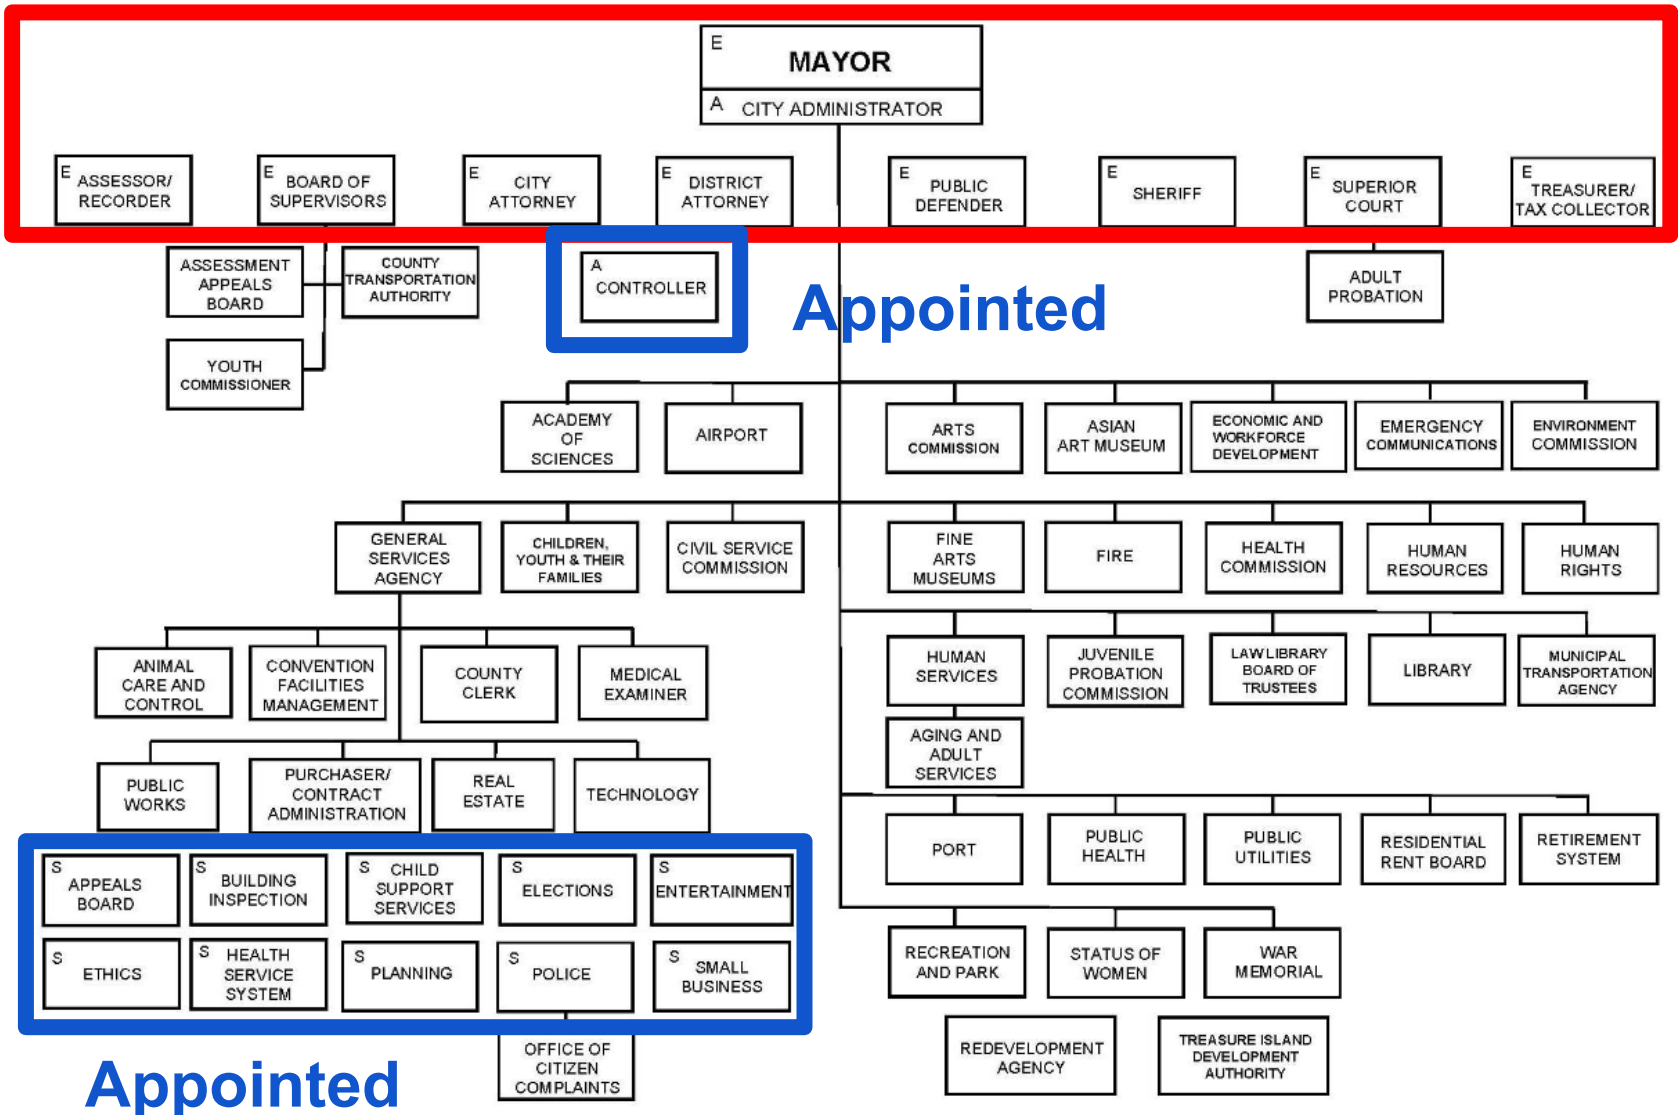 E
MAYOR
A CITY ADMINISTRATOR
E
ASSESSOR/
RECORDER
E
BOARD OF
SUPERVISORS
E
CITY
ATTORNEY
E
DISTRICT
ATTORNEY
E
PUBLIC
DEFENDER
E
SHERIFF
E
SUPERIOR
COURT
E
TREASURER/
TAX COLLECTOR
ASSESSMENT
APPEALS
BOARD
COUNTY
TRANSPORTATION
AUTHORITY
A
CONTROLLER
Appointed
ADULT
PROBATION
YOUTH
COMMISSIONER
ACADEMY
OF
SCIENCES
AIRPORT
ARTS
COMMISSION
ASIAN
ART MUSEUM
ECONOMIC AND
WORKFORCE
DEVELOPMENT
EMERGENCY
COMMUNICATIONS
ENVIRONMENT
COMMISSION
GENERAL
SERVICES
AGENCY
CHILDREN,
YOUTH & THEIR
FAMILIES
CIVIL SERVICE
COMMISSION
FINE
ARTS
MUSEUMS
FIRE
HEALTH
COMMISSION
HUMAN
RESOURCES
HUMAN
RIGHTS
ANIMAL
CARE AND
CONTROL
CONVENTION
FACILITIES
MANAGEMENT
COUNTY
CLERK
MEDICAL
EXAMINER
HUMAN
SERVICES
JUVENILE
PROBATION
COMMISSION
LAW LIBRARY
BOARD OF
TRUSTEES
LIBRARY
MUNICIPAL
TRANSPORTATION
AGENCY
AGING AND
ADULT
SERVICES
PUBLIC
WORKS
PURCHASER/
CONTRACT
ADMINISTRATION
REAL
ESTATE
TECHNOLOGY
PORT
PUBLIC
HEALTH
PUBLIC
UTILITIES
RESIDENTIAL
RENT BOARD
RETIREMENT
SYSTEM
S
APPEALS
BOARD
S
BUILDING
INSPECTION
S
CHILD
SUPPORT
SERVICES
S
ELECTIONS
S
ENTERTAINMENT
S
ETHICS
S
HEALTH
SERVICE
SYSTEM
S
PLANNING
S
POLICE
S
SMALL
BUSINESS
RECREATION
AND PARK
STATUS OF
WOMEN
WAR
MEMORIAL
OFFICE OF
CITIZEN
COMPLAINTS
REDEVELOPMENT
AGENCY
TREASURE ISLAND
DEVELOPMENT
AUTHORITY
Appointed